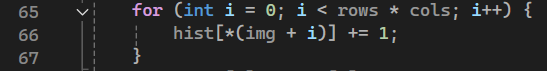 65 for (int i = 0; i < rows * cols; i++) {
66 hist[*(img + i)] += 1;
67 }